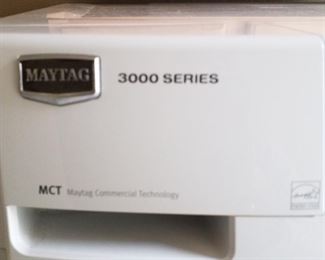 MAYTAG
3000 SERIES
MCT Maytag Commercial Technology